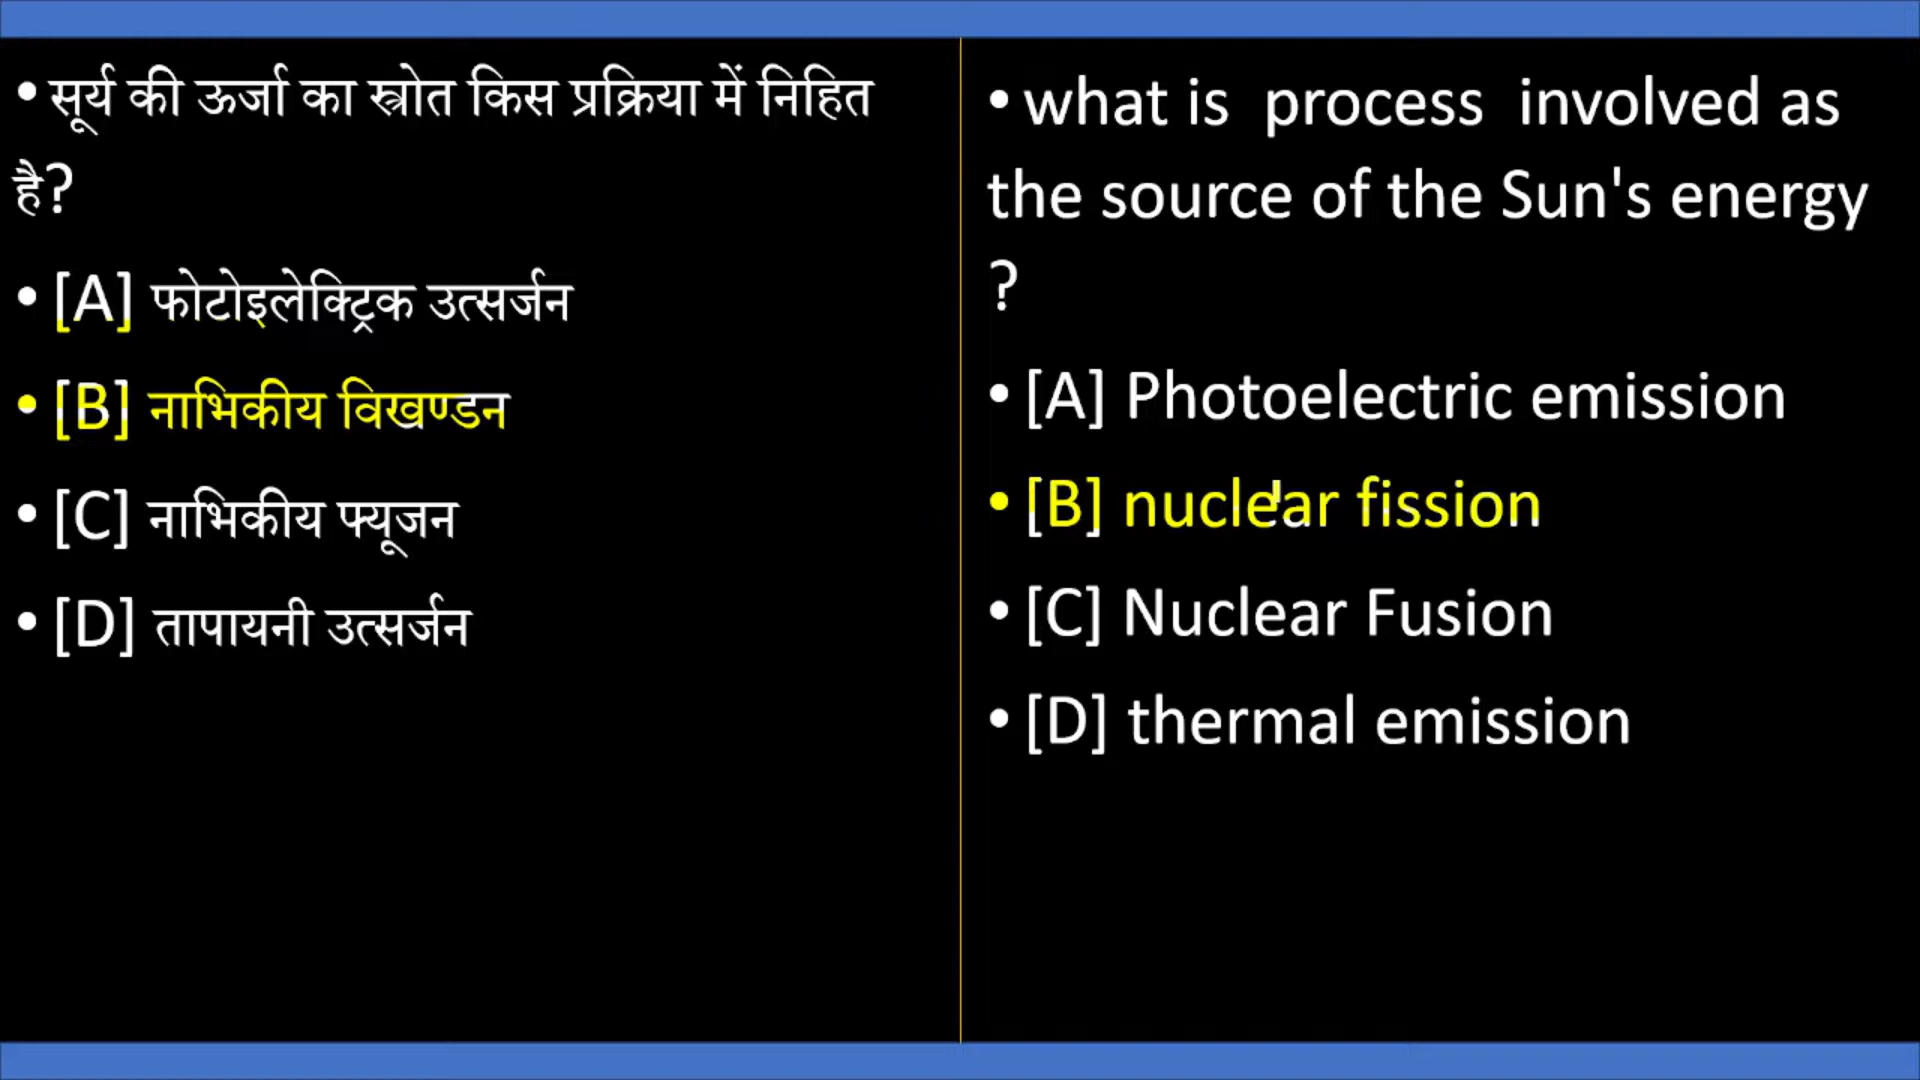 • सूर्य की ऊर्जा का स्त्रोत किस प्रक्रिया में निहित
है?
• [A] फोटोइलेक्ट्रिक उत्सर्जन
• [B] नाभिकीय विखण्डन
• [C] नाभिकीय फ्यूजन
• [D] तापायनी उत्सर्जन
• what is process involved as
the source of the Sun's energy
?
• [A] Photoelectric emission
• [B] nuclear fission
• [C] Nuclear Fusion
• [D] thermal emission